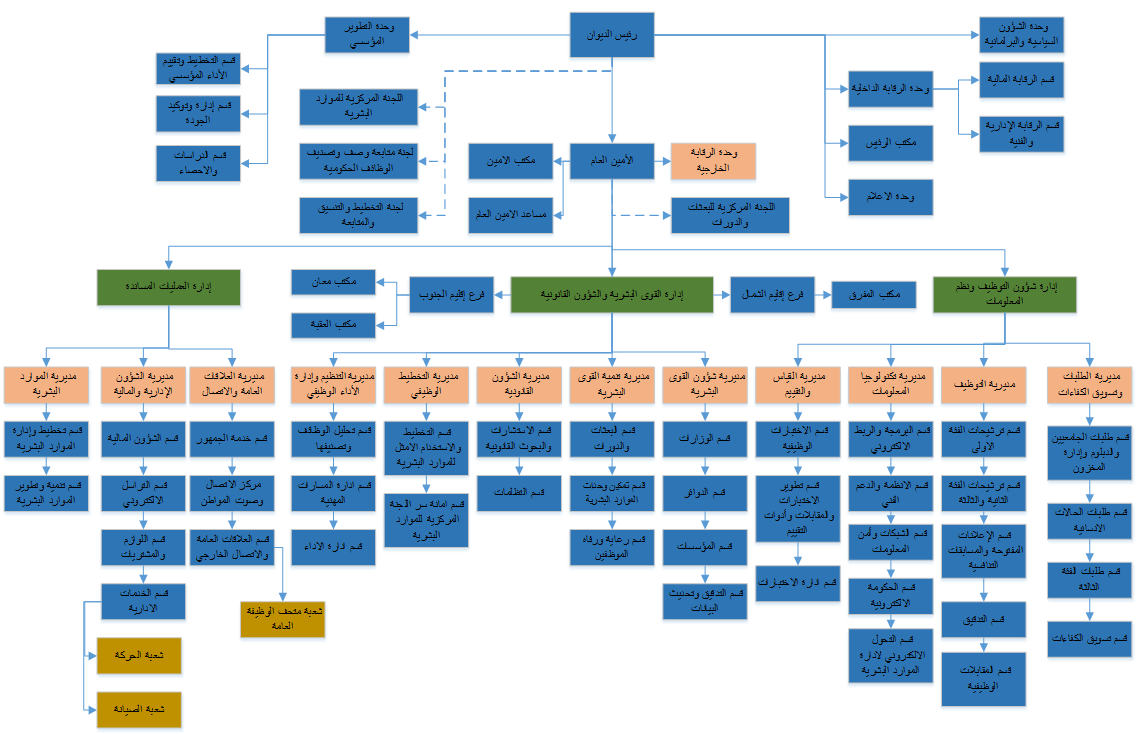 رئيس الديوان
وحدة الشؤون
السياسية والبرلمانية
وحدة التطوير
المؤسسي
قسم التخطيط وتقييم
الأداء المؤسسي
قسم إدارة وتوكيد
الجودة
قسم الدراسات
والاحصاء
وحدة الرقابة الداخلية
قسم الرقابة المالية
قسم الرقابة الإدارية
والفنية
مكتب الرئيس
وحدة الاعلام
اللجنة المركزية للموارد
البشرية
لجنة متابعة وصف وتصنيف
الوظائف الحكومية
لجنة التخطيط والتنسيق
والمتابعة
الأمين العام
وحدة الرقابة
الخارجية
مكتب الامين
مساعد الامين العام
اللجنة المركزية للبعثات
والدورات
إدارة شؤون التوظيف ونظم
المعلومات
إدارة القوى البشرية والشؤون القانونية
إدارة العمليات المساندة
فرع إقليم الشمال
مكتب المفرق
فرع إقليم الجنوب
مكتب معان
مكتب العقبة
مديرية الطلبات
وتسويق الكفاءات
قسم طلبات الجامعيين
والدبلوم وإدارة
المخزون
قسم طلبات الحالات
الانسانية
قسم طلبات الفئة
الثالثة
قسم تسويق الكفاءات
مديرية التوظيف
قسم ترشيحات الفئة
الاولى
قسم ترشيحات الفئة
الثانية والثالثة
قسم الإعلانات
المفتوحة والمسابقات
التنافسية
قسم التدقيق
قسم المقابلات
الوظيفية
مديرية تكنولوجيا
المعلومات
قسم البرمجة والربط
الالكتروني
قسم الانظمة والدعم
الفني
قسم الشبكات وأمن
المعلومات
قسم الحكومة
الالكترونية
قسم التحول
الالكتروني لادارة
الموارد البشرية
مديرية القياس
والتقييم
قسم الاختبارات
الوظيفية
قسم تطوير
الاختبارات
والمقابلات وأدوات
التقييم
قسم ادارة الاختبارات
مديرية شؤون القوى
البشرية
قسم الوزارات
قسم الدوائر
قسم المؤسسات
قسم التدقيق وتحديث
البيانات
مديرية تنمية القوى
البشرية
قسم البعثات
والدورات
قسم تمكين وحدات
الموارد البشرية
قسم رعاية ورفاه
الموظفين
مديرية الشؤون
القانونية
قسم الاستشارات
والبحوث القانونية
قسم التظلمات
مديرية التخطيط
الوظيفي
قسم التخطيط
والاستخدام الامثل
للموارد البشرية
قسم امانة سر اللجنة
المركزية للموارد
البشرية
مديرية التنظيم وإدارة
الأداء الوظيفي
قسم تحليل الوظائف
وتصنيفها
قسم ادارة المسارات
المهنية
قسم ادارة الاداء
مديرية العلاقات
العامة والاتصال
قسم خدمة الجمهور
مركز الاتصال
وصوت المواطن
قسم العلاقات العامة
والاتصال الخارجي
شعبة متحف الوظيفة
العامة
مديرية الشؤون
الإدارية والمالية
قسم الشؤون المالية
قسم التراسل
الالكتروني
قسم اللوازم
والمشتريات
قسم الخدمات
الادارية
شعبة الحركة
شعبة الصيانة
مديرية الموارد
البشرية
قسم تخطيط وإدارة
الموارد البشرية
قسم تنمية وتطوير
الموارد البشرية